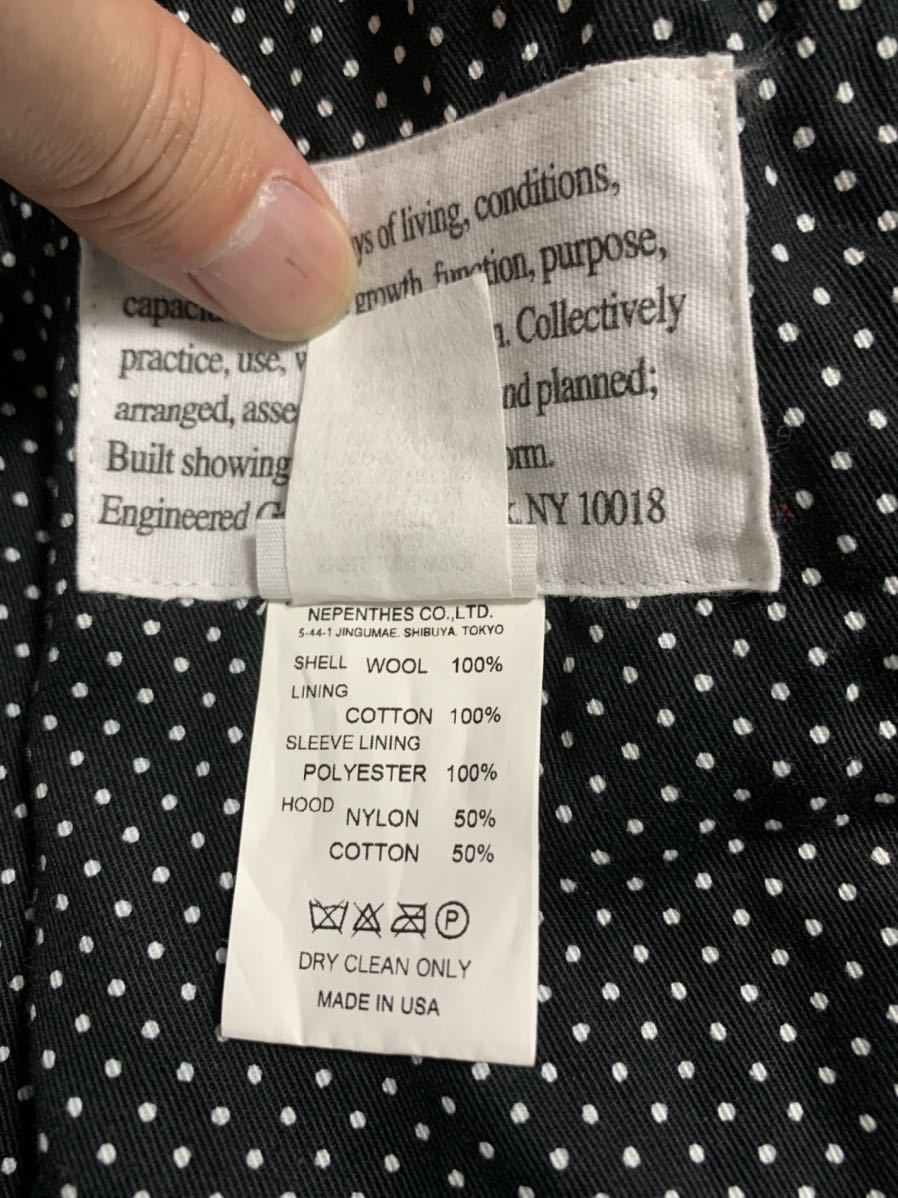 of living, conditions,
growth, function, purpose,
Collectively
practice, use,
arranged, and planned;
Built showing
Engineered NY 10018
NEPENTHES CO.,LTD.
5-44-1 JINGUMAE. SHIBUYA. TOKYO
SHELL WOOL 100%
LINING
COTTON 100%
SLEEVE LINING
POLYESTER 100%
HOOD NYLON 50%
COTTON 50%
P
DRY CLEAN ONLY
MADE IN USA